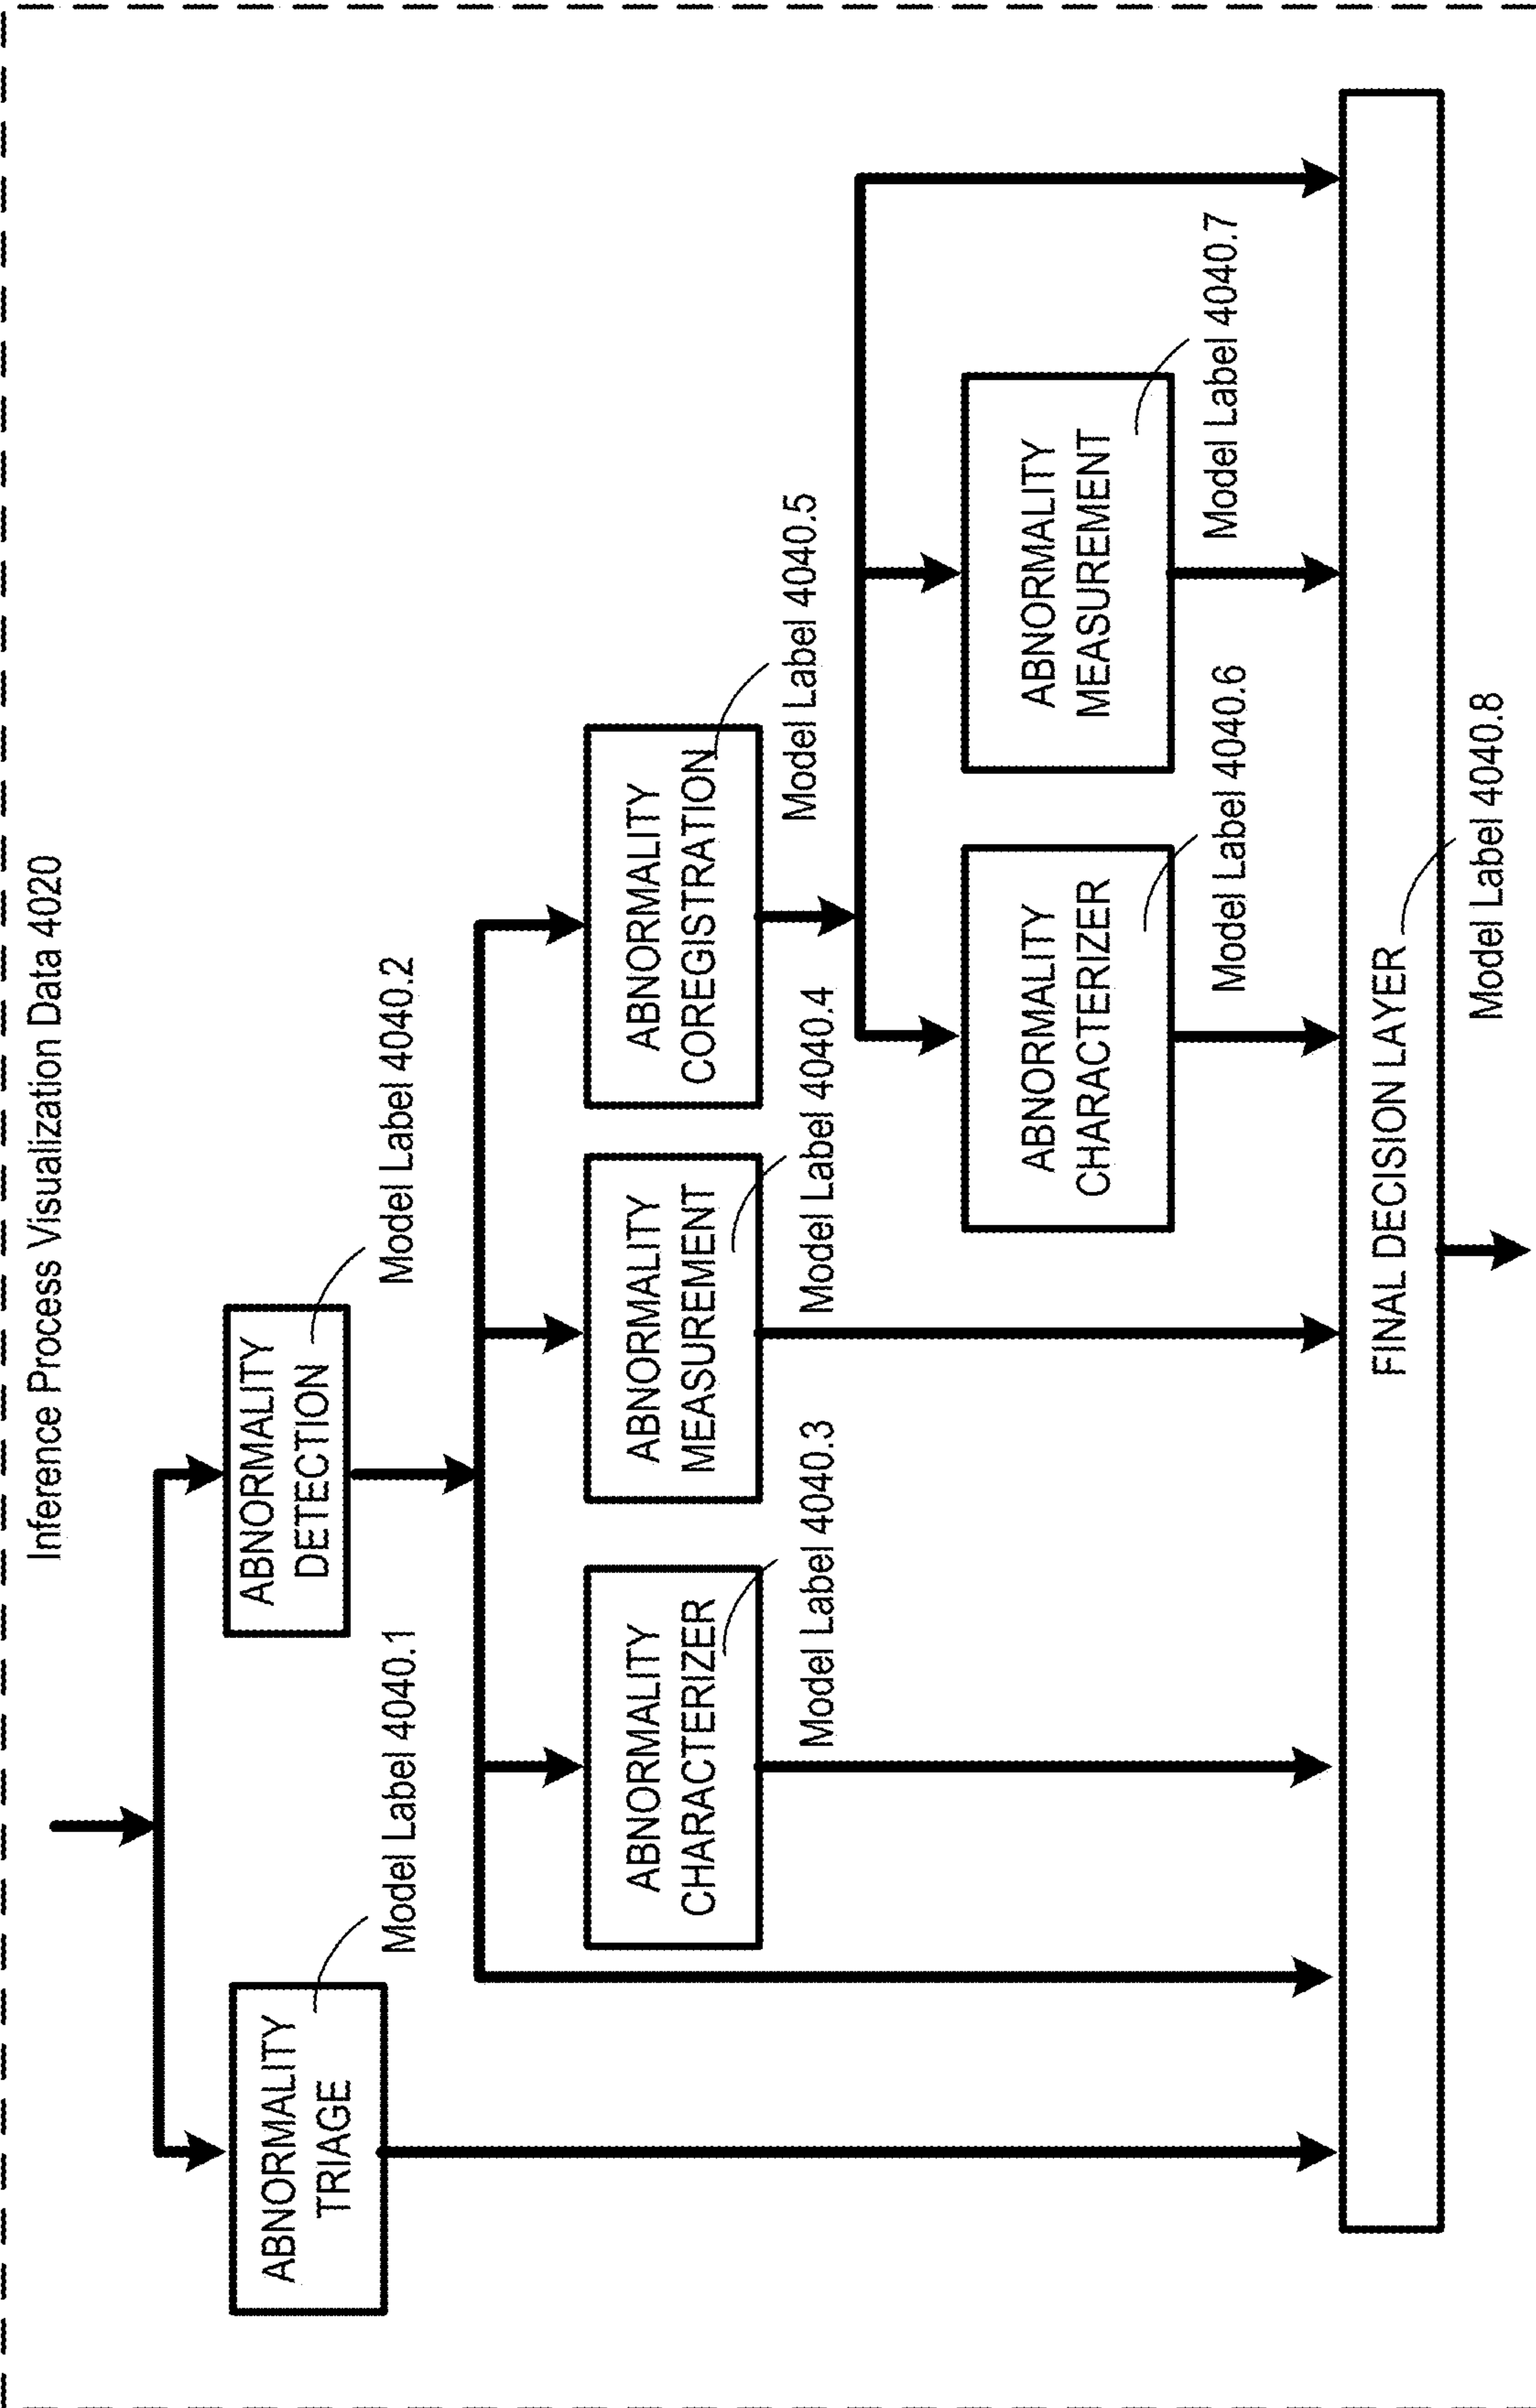 Inference Process Visualization Data 4020
ABNORMALITY
TRIAGE
Model Label 4040.1
ABNORMALITY
DETECTION
Model Label 4040.2
ABNORMALITY
CHARACTERIZER
Model Label 4040.3
ABNORMALITY
MEASUREMENT
Model Label 4040.4
ABNORMALITY
COREGISTRATION
Model Label 4040.5
ABNORMALITY
CHARACTERIZER
Model Label 4040.6
ABNORMALITY
MEASUREMENT
Model Label 4040.7
FINAL DECISION LAYER
Model Label 4040.8